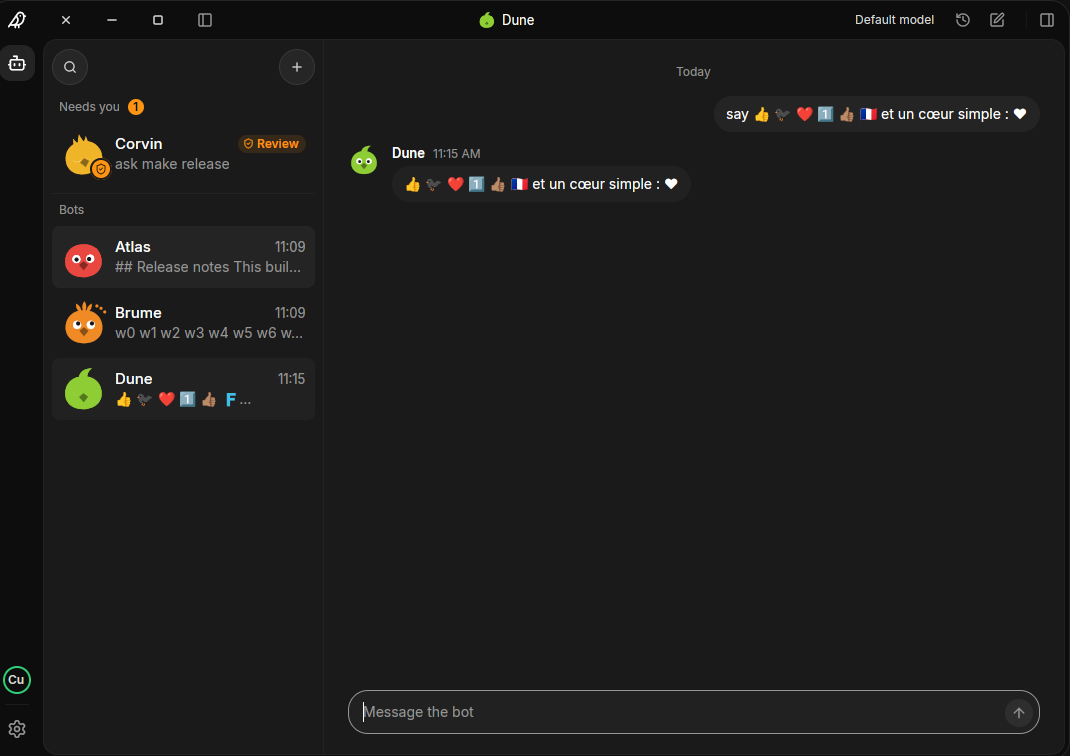 Dune
Default model
Needs you 1
Corvin Review
ask make release
Bots
Atlas 11:09
## Release notes This buil...
Brume 11:09
w0 w1 w2 w3 w4 w5 w6 w...
Dune 11:15
👍 🐦‍⬛ ❤️ 1️⃣ 👍🏽 🇫...
Cu
Today
say 👍 🐦‍⬛ ❤️ 1️⃣ 👍🏽 🇫🇷 et un cœur simple : ♥
Dune 11:15 AM
👍 🐦‍⬛ ❤️ 1️⃣ 👍🏽 🇫🇷 et un cœur simple : ♥
Message the bot